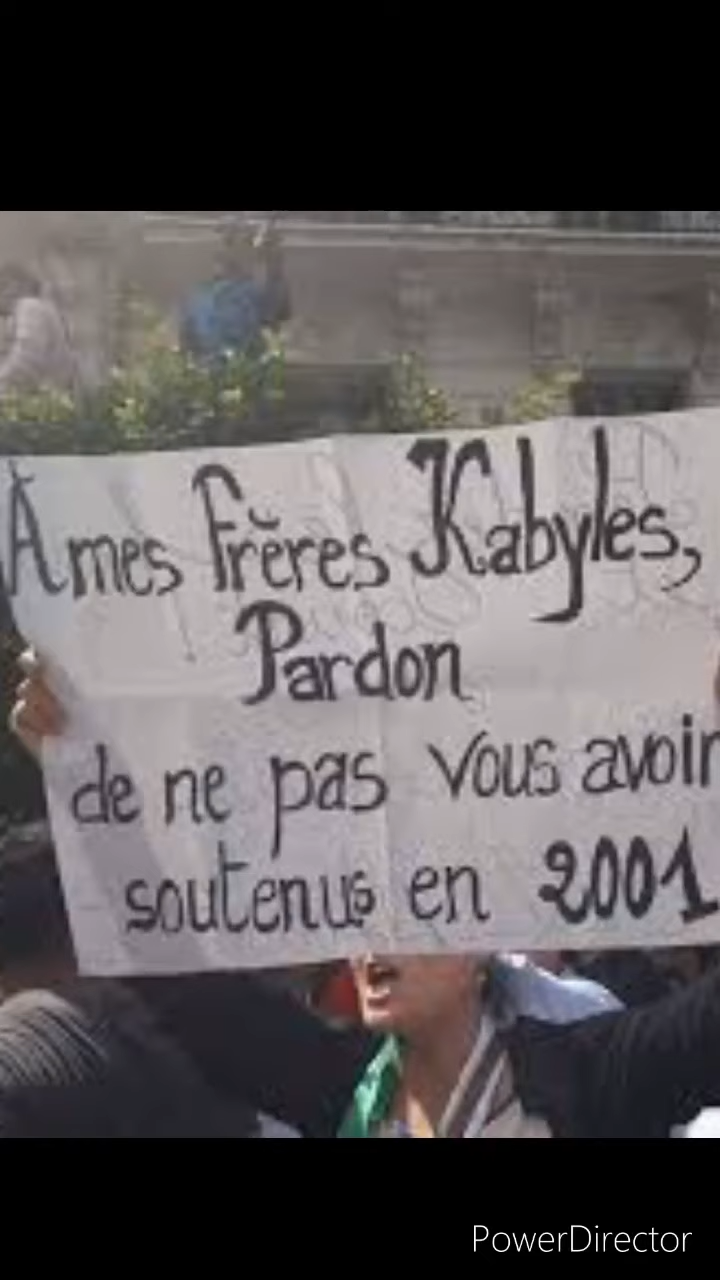 A mes Frères Kabyles,
Pardon
de ne pas vous avoir
soutenus en 2001
PowerDirector